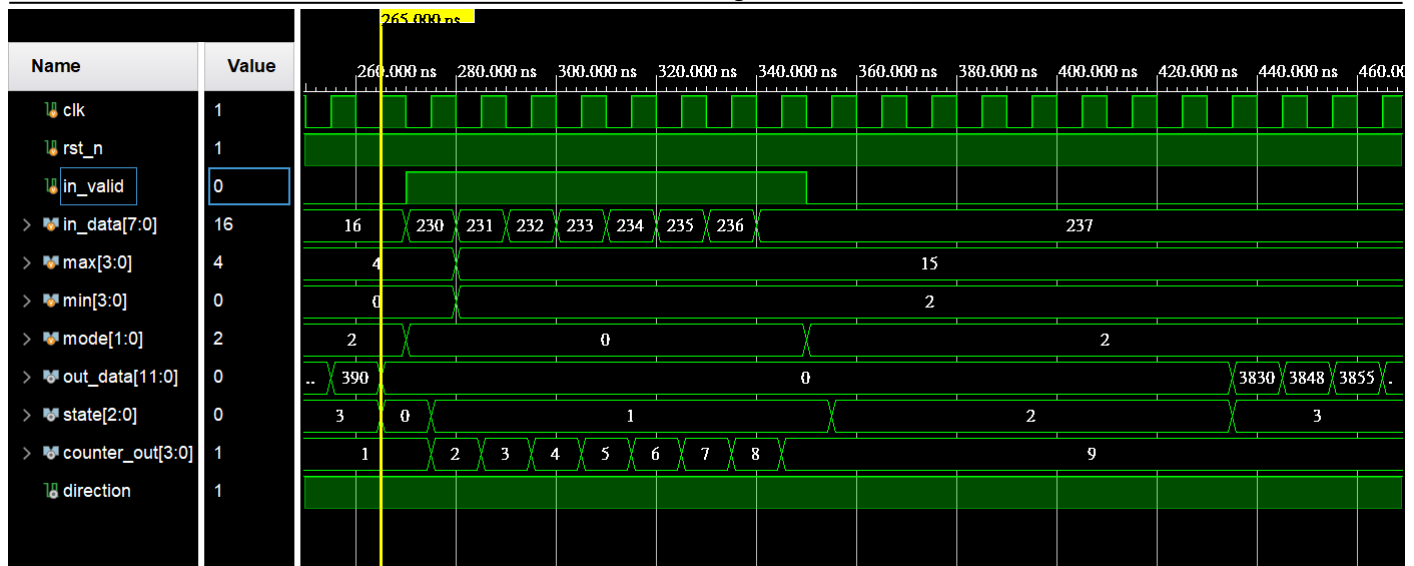 265.000 ns
Name Value
260.000 ns 280.000 ns 300.000 ns 320.000 ns 340.000 ns 360.000 ns 380.000 ns 400.000 ns 420.000 ns 440.000 ns 460.00
clk 1
rst_n 1
in_valid 0
in_data[7:0] 16 16 230 231 232 233 234 235 236 237
max[3:0] 4 4 15
min[3:0] 0 0 2
mode[1:0] 2 2 0 2
out_data[11:0] 0 .. 390 0 3830 3848 3855 .
state[2:0] 0 3 0 1 2 3
counter_out[3:0] 1 1 2 3 4 5 6 7 8 9
direction 1